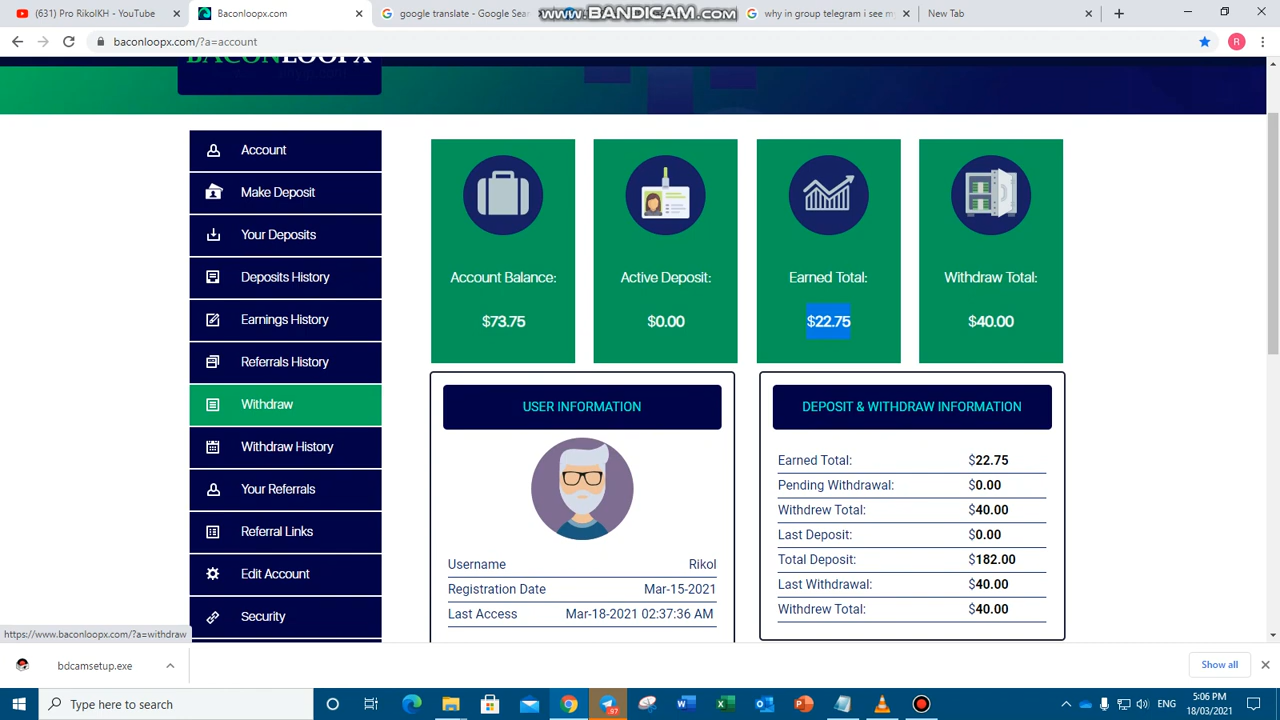 (631) Pro RikolKH - YouTube
Baconloopx.com
google translate - Google Sea
www.BANDICAM.com
why in group telegram i see m
New Tab
baconloopx.com/?a=account
R
BACONLOOPX
Account
Make Deposit
Your Deposits
Deposits History
Earnings History
Referrals History
Withdraw
Withdraw History
Your Referrals
Referral Links
Edit Account
Security
Account Balance:
$73.75
Active Deposit:
$0.00
Earned Total:
$22.75
Withdraw Total:
$40.00
USER INFORMATION
Username Rikol
Registration Date Mar-15-2021
Last Access Mar-18-2021 02:37:36 AM
DEPOSIT & WITHDRAW INFORMATION
Earned Total: $22.75
Pending Withdrawal: $0.00
Withdrew Total: $40.00
Last Deposit: $0.00
Total Deposit: $182.00
Last Withdrawal: $40.00
Withdrew Total: $40.00
https://www.baconloopx.com/?a=withdraw
bdcamsetup.exe
Show all
Type here to search
ENG
5:06 PM
18/03/2021